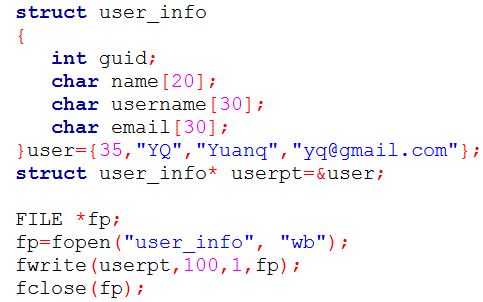 struct user_info
{
   int guid;
   char name[20];
   char username[30];
   char email[30];
}user={35,"YQ","Yuanq","yq@gmail.com"};
struct user_info* userpt=&user;

FILE *fp;
fp=fopen("user_info", "wb");
fwrite(userpt,100,1,fp);
fclose(fp);